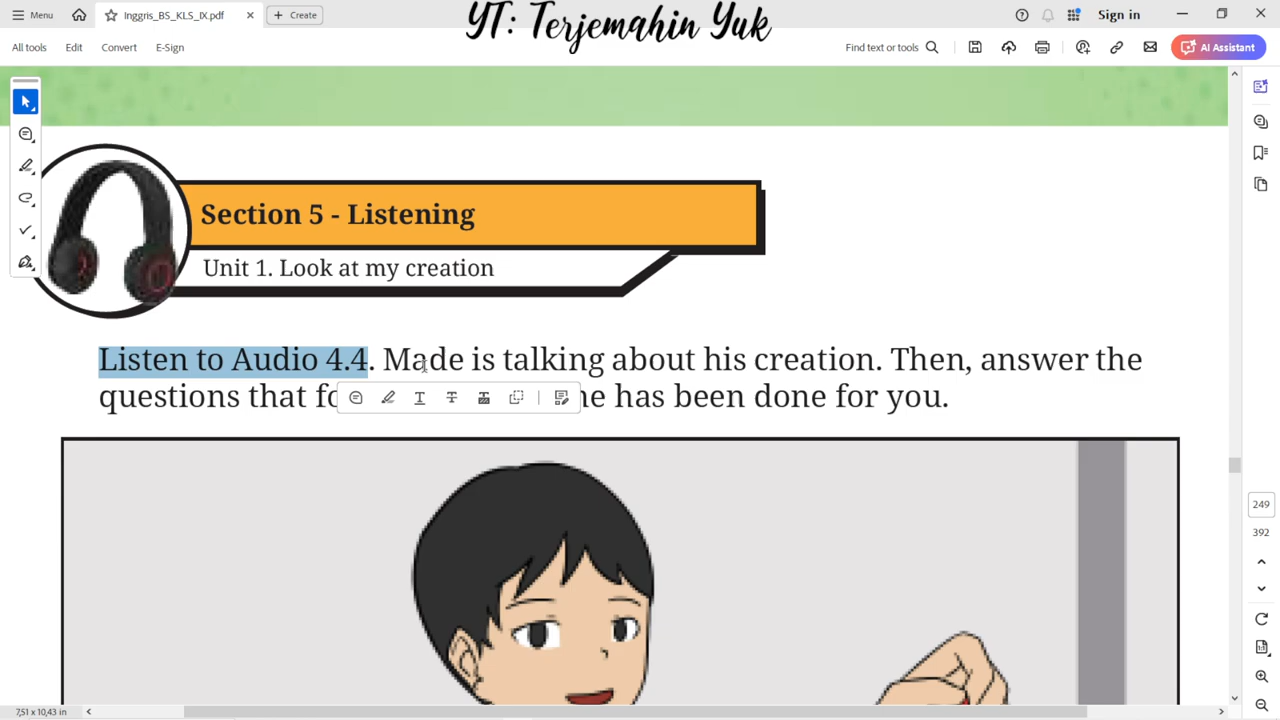 Menu
Inggris_BS_KLS_IX.pdf
Create
YT: Terjemahin Yuk
Sign in
All tools
Edit
Convert
E-Sign
Find text or tools
AI Assistant
Section 5 - Listening
Unit 1. Look at my creation
Listen to Audio 4.4. Made is talking about his creation. Then, answer the
questions that fo ne has been done for you.
249
392
7,51 x 10,43 in